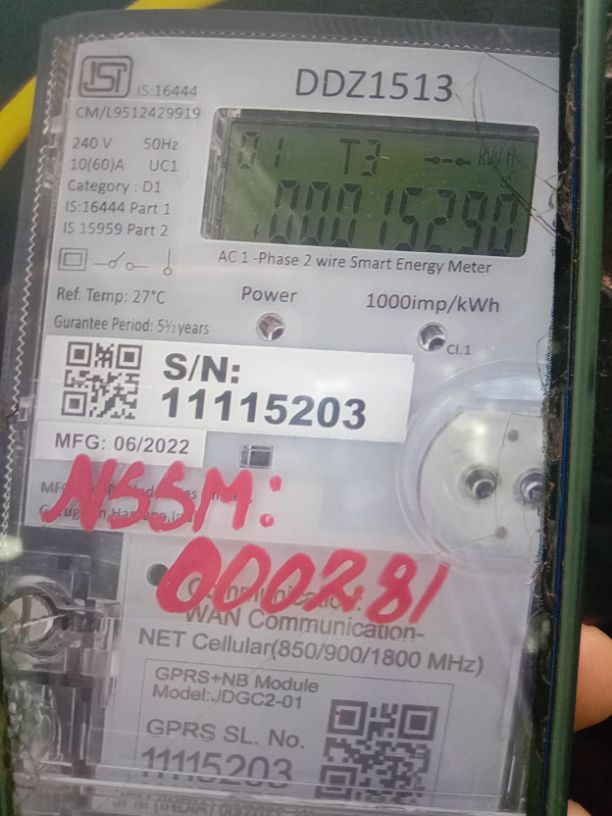 ISI IS:16444
CM/L9512429919
DDZ1513
240 V 50Hz
10(60)A UC1
Category : D1
IS:16444 Part 1
IS 15959 Part 2
01 T3 kWh
00015290
AC 1 -Phase 2 wire Smart Energy Meter
Ref. Temp: 27°C
Gurantee Period: 5½ years
Power
1000imp/kWh
Cl.1
S/N:
11115203
MFG: 06/2022
NSSM:
000281
Communication:
WAN Communication-
NET Cellular(850/900/1800 MHz)
GPRS+NB Module
Model:JDGC2-01
GPRS SL. No.
11115203